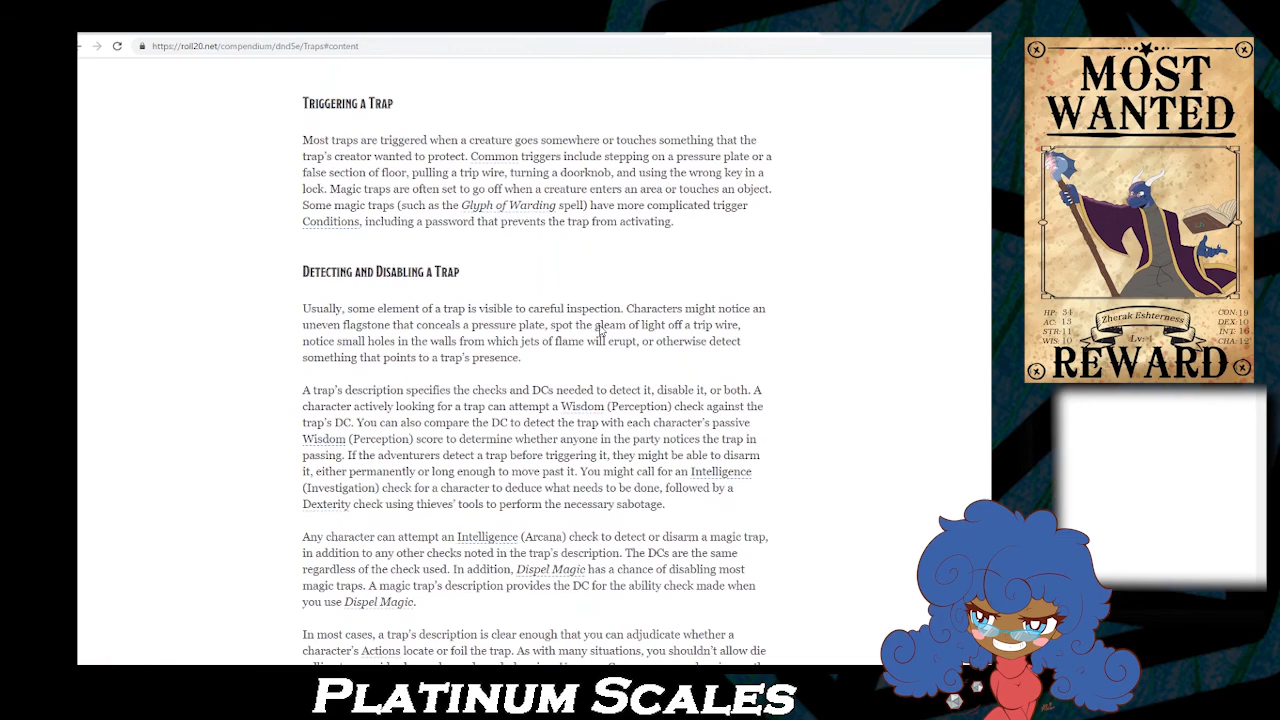 https://roll20.net/compendium/dnd5e/Traps#content
TRIGGERING A TRAP
Most traps are triggered when a creature goes somewhere or touches something that the
trap's creator wanted to protect. Common triggers include stepping on a pressure plate or a
false section of floor, pulling a trip wire, turning a doorknob, and using the wrong key in a
lock. Magic traps are often set to go off when a creature enters an area or touches an object.
Some magic traps (such as the Glyph of Warding spell) have more complicated trigger
Conditions, including a password that prevents the trap from activating.
DETECTING AND DISABLING A TRAP
Usually, some element of a trap is visible to careful inspection. Characters might notice an
uneven flagstone that conceals a pressure plate, spot the gleam of light off a trip wire,
notice small holes in the walls from which jets of flame will erupt, or otherwise detect
something that points to a trap's presence.
A trap's description specifies the checks and DCs needed to detect it, disable it, or both. A
character actively looking for a trap can attempt a Wisdom (Perception) check against the
trap's DC. You can also compare the DC to detect the trap with each character's passive
Wisdom (Perception) score to determine whether anyone in the party notices the trap in
passing. If the adventurers detect a trap before triggering it, they might be able to disarm
it, either permanently or long enough to move past it. You might call for an Intelligence
(Investigation) check for a character to deduce what needs to be done, followed by a
Dexterity check using thieves' tools to perform the necessary sabotage.
Any character can attempt an Intelligence (Arcana) check to detect or disarm a magic trap,
in addition to any other checks noted in the trap's description. The DCs are the same
regardless of the check used. In addition, Dispel Magic has a chance of disabling most
magic traps. A magic trap's description provides the DC for the ability check made when
you use Dispel Magic.
In most cases, a trap's description is clear enough that you can adjudicate whether a
character's Actions locate or foil the trap. As with many situations, you shouldn't allow die
MOST
WANTED
HP: 34
AC: 13
STR: 11
WIS: 10
Zherak Eshterness
Lv: 4
CON: 19
DEX: 10
INT: 16
CHA: 12
REWARD
PLATINUM SCALES